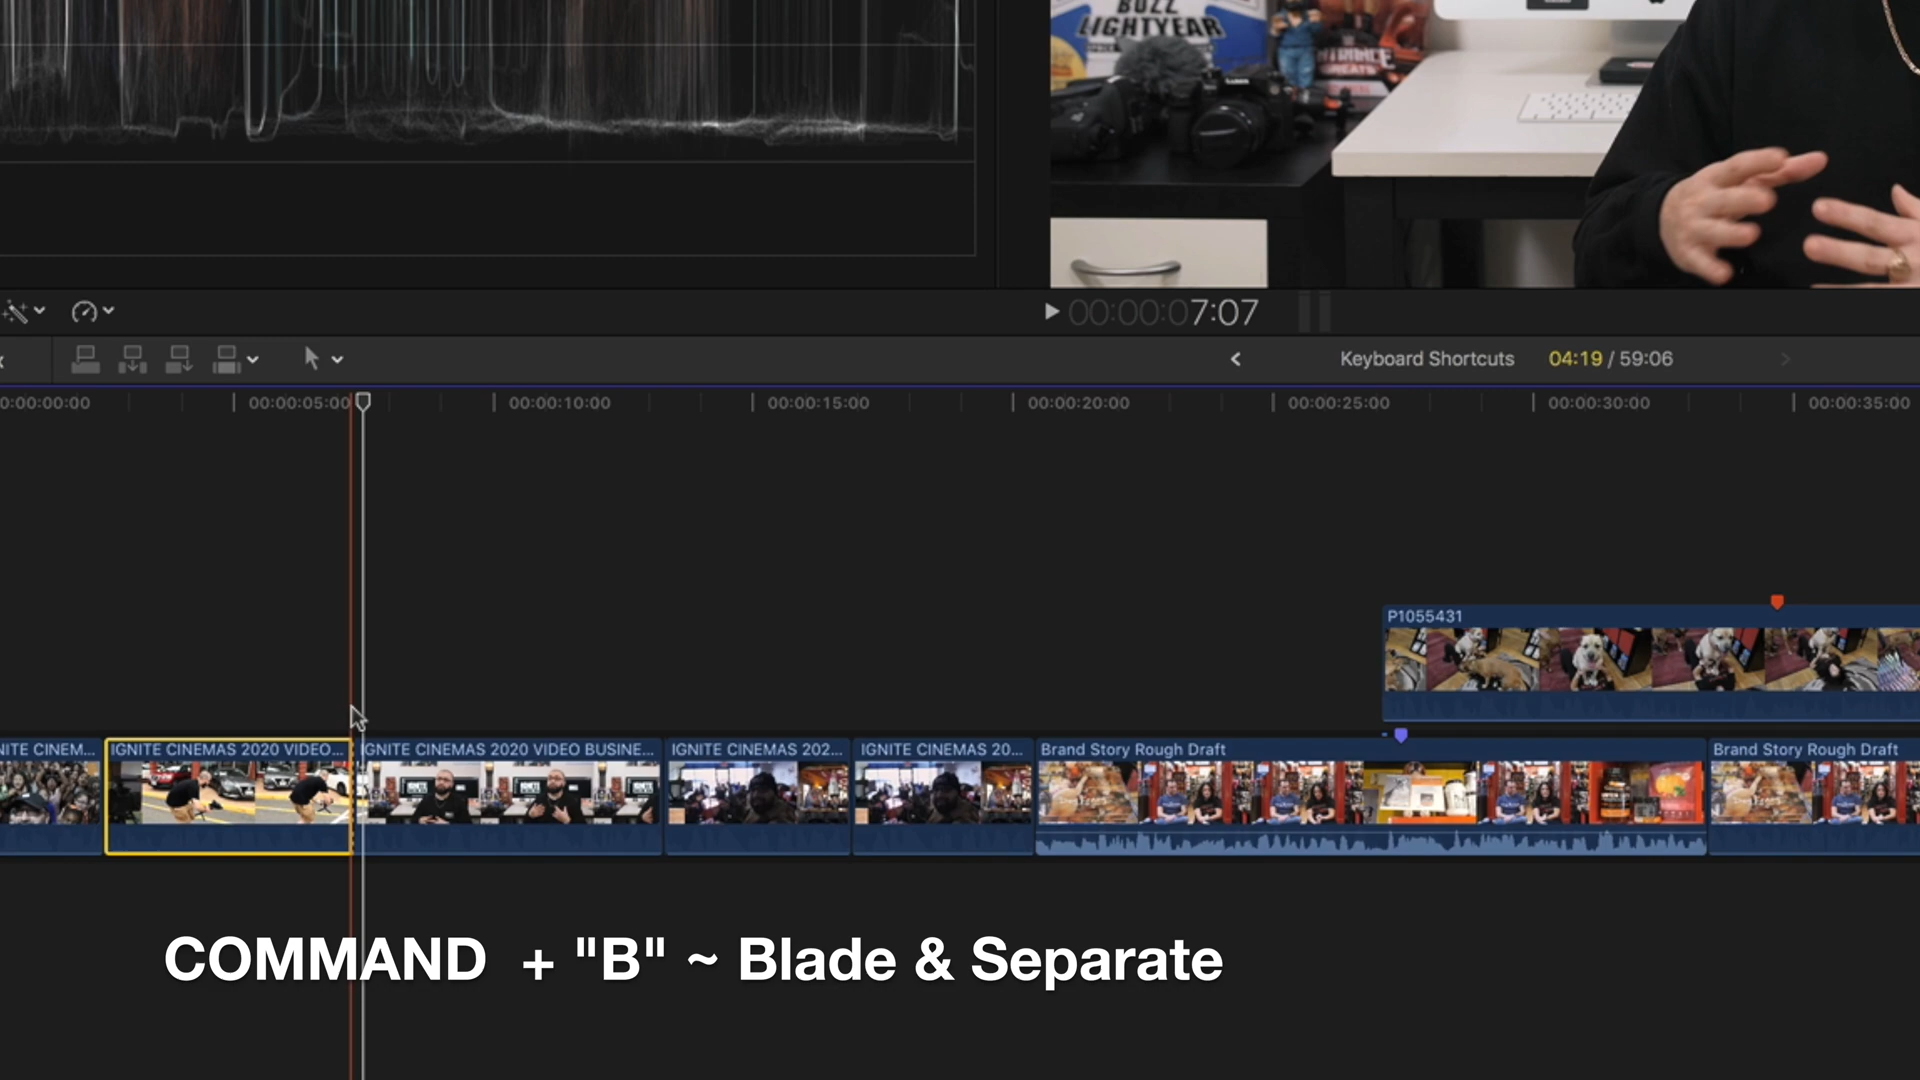 BUZZ
LIGHTYEAR
LUMIX
00:00:07:07
Keyboard Shortcuts 04:19 / 59:06
0:00:00:00 00:00:05:00 00:00:10:00 00:00:15:00 00:00:20:00 00:00:25:00 00:00:30:00 00:00:35:00
P1055431
NITE CINEM... IGNITE CINEMAS 2020 VIDEO... IGNITE CINEMAS 2020 VIDEO BUSINE... IGNITE CINEMAS 202... IGNITE CINEMAS 20... Brand Story Rough Draft Brand Story Rough Draft
COMMAND + "B" ~ Blade & Separate